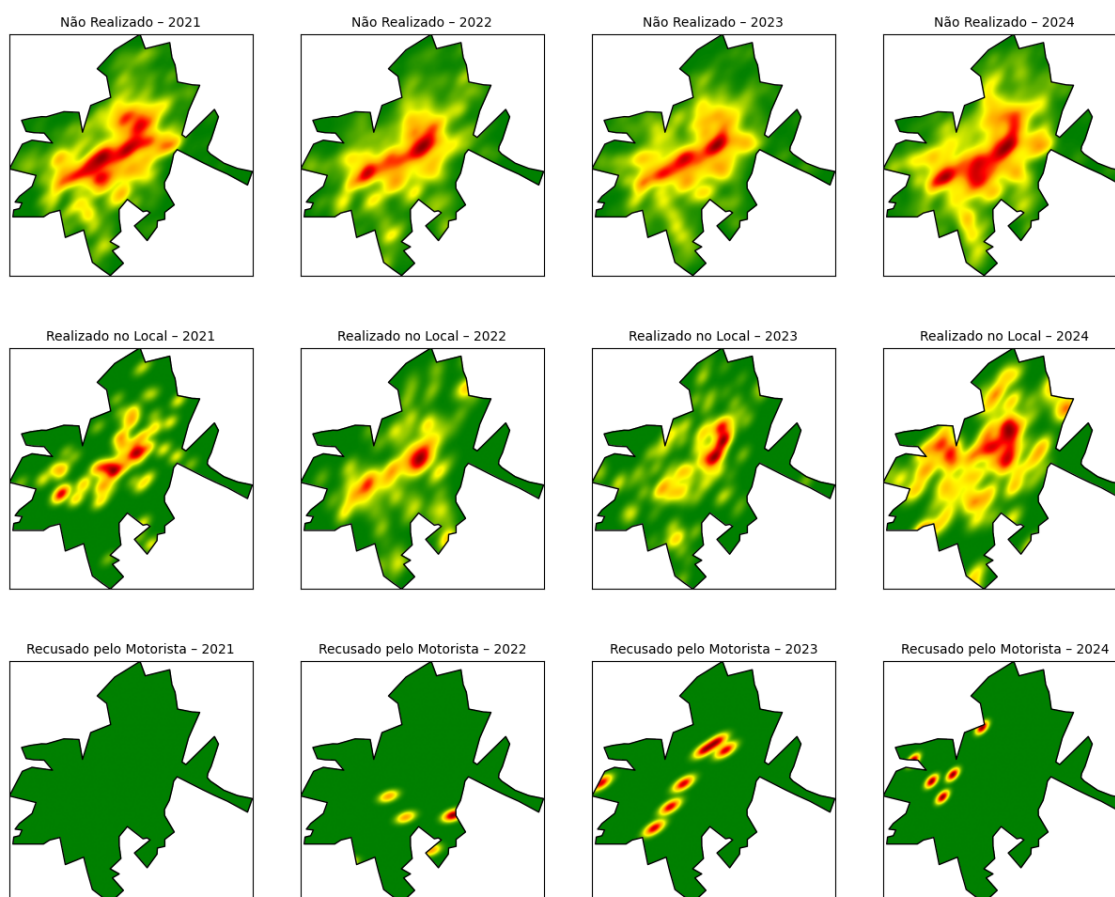 Não Realizado – 2021
Não Realizado – 2022
Não Realizado – 2023
Não Realizado – 2024
Realizado no Local – 2021
Realizado no Local – 2022
Realizado no Local – 2023
Realizado no Local – 2024
Recusado pelo Motorista – 2021
Recusado pelo Motorista – 2022
Recusado pelo Motorista – 2023
Recusado pelo Motorista – 2024